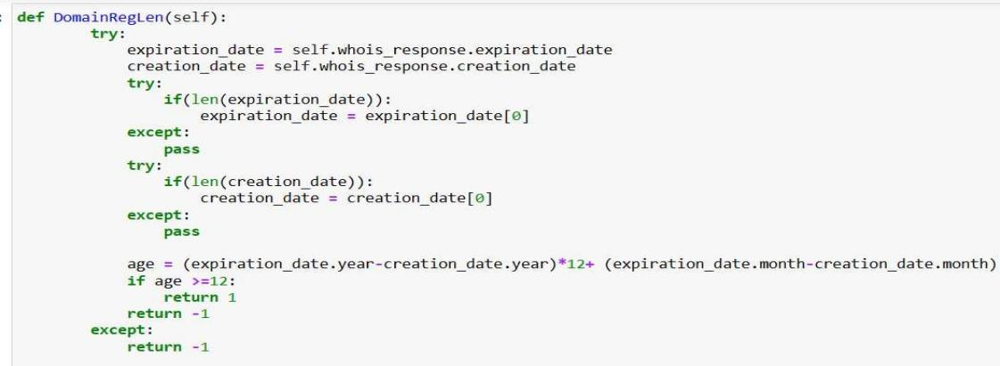 : def DomainRegLen(self):
        try:
            expiration_date = self.whois_response.expiration_date
            creation_date = self.whois_response.creation_date
            try:
                if(len(expiration_date)):
                    expiration_date = expiration_date[0]
            except:
                pass
            try:
                if(len(creation_date)):
                    creation_date = creation_date[0]
            except:
                pass

            age = (expiration_date.year-creation_date.year)*12+ (expiration_date.month-creation_date.month)
            if age >=12:
                return 1
            return -1
        except:
            return -1